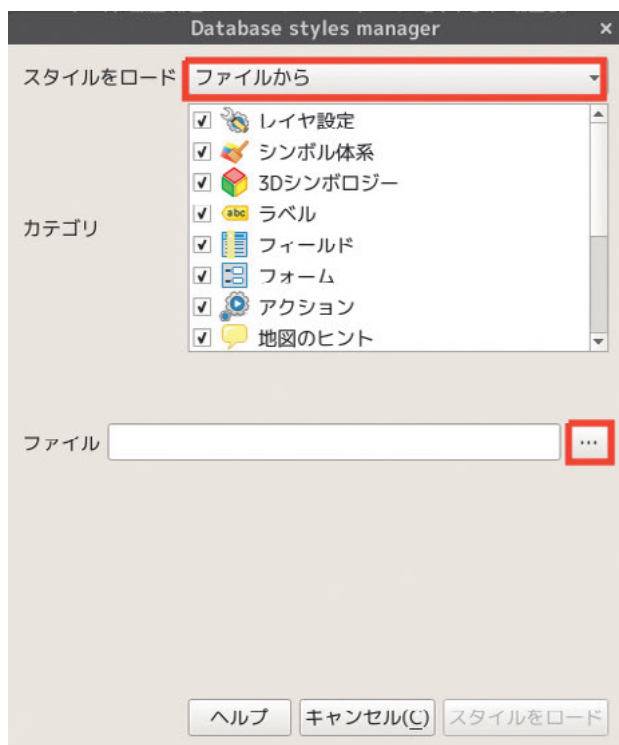 Database styles manager ×
スタイルをロード ファイルから
カテゴリ
レイヤ設定
シンボル体系
3Dシンボロジー
abc ラベル
フィールド
フォーム
アクション
地図のヒント
ファイル ...
ヘルプ キャンセル(C) スタイルをロード